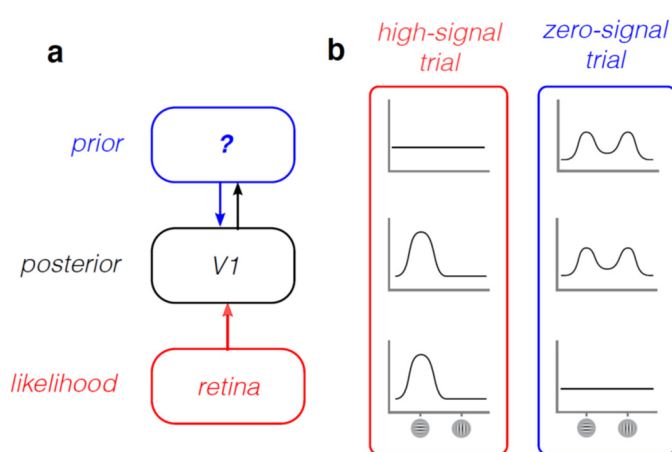 a
prior
?
posterior
V1
likelihood
retina
b
high-signal
trial
zero-signal
trial